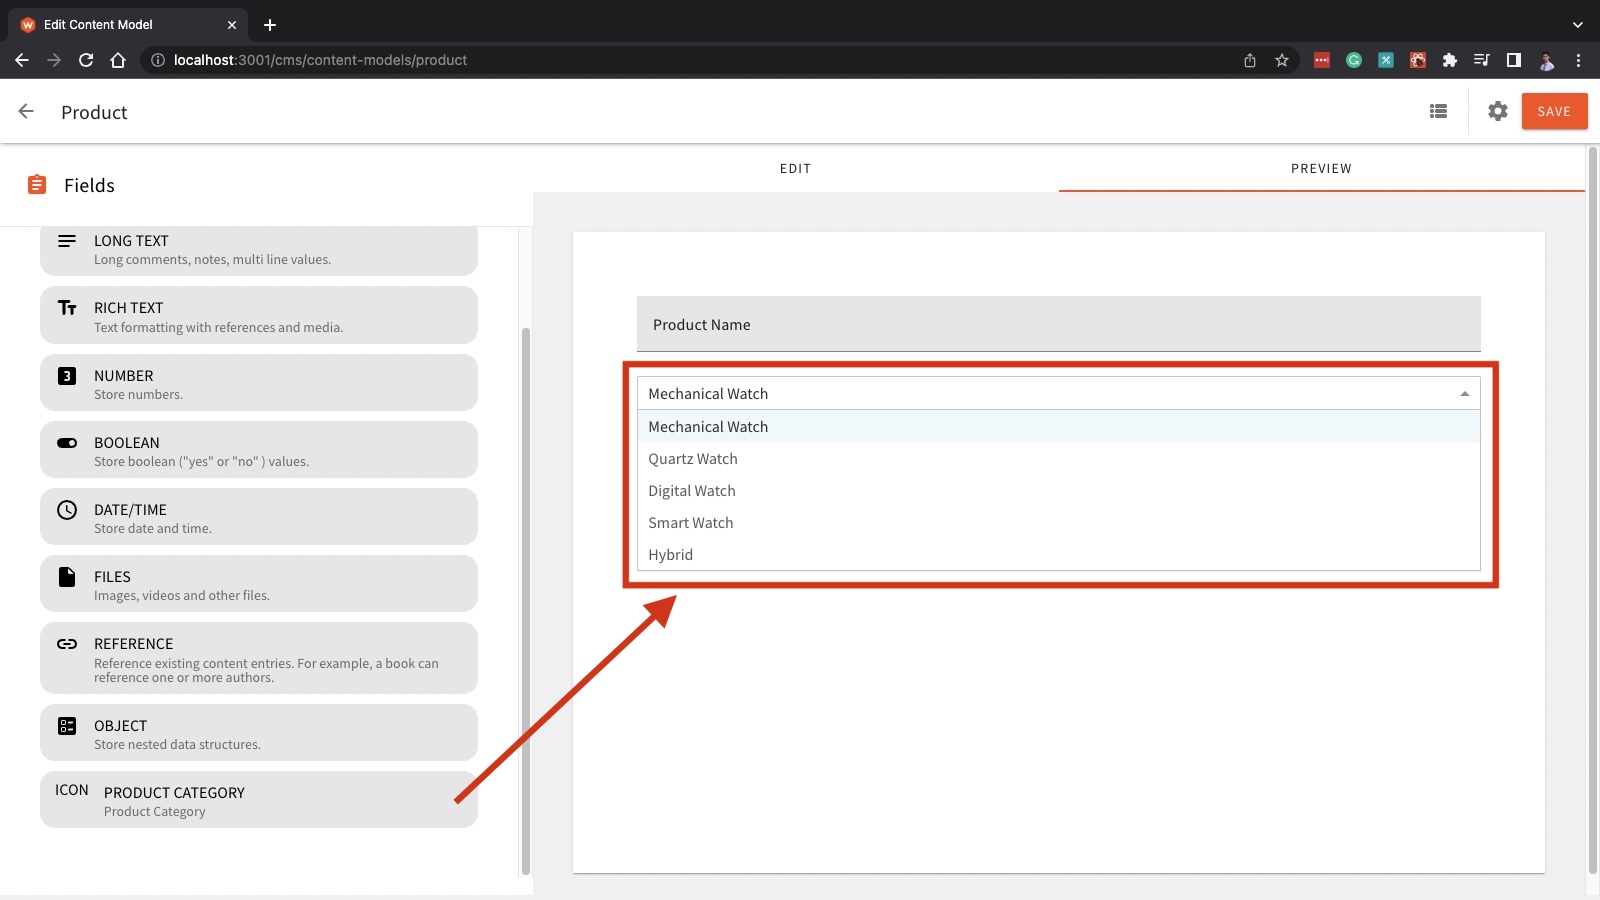 Edit Content Model
localhost:3001/cms/content-models/product
Product
SAVE
Fields
EDIT
PREVIEW
LONG TEXT
Long comments, notes, multi line values.
RICH TEXT
Text formatting with references and media.
NUMBER
Store numbers.
BOOLEAN
Store boolean ("yes" or "no" ) values.
DATE/TIME
Store date and time.
FILES
Images, videos and other files.
REFERENCE
Reference existing content entries. For example, a book can
reference one or more authors.
OBJECT
Store nested data structures.
ICON
PRODUCT CATEGORY
Product Category
Product Name
Mechanical Watch
Mechanical Watch
Quartz Watch
Digital Watch
Smart Watch
Hybrid